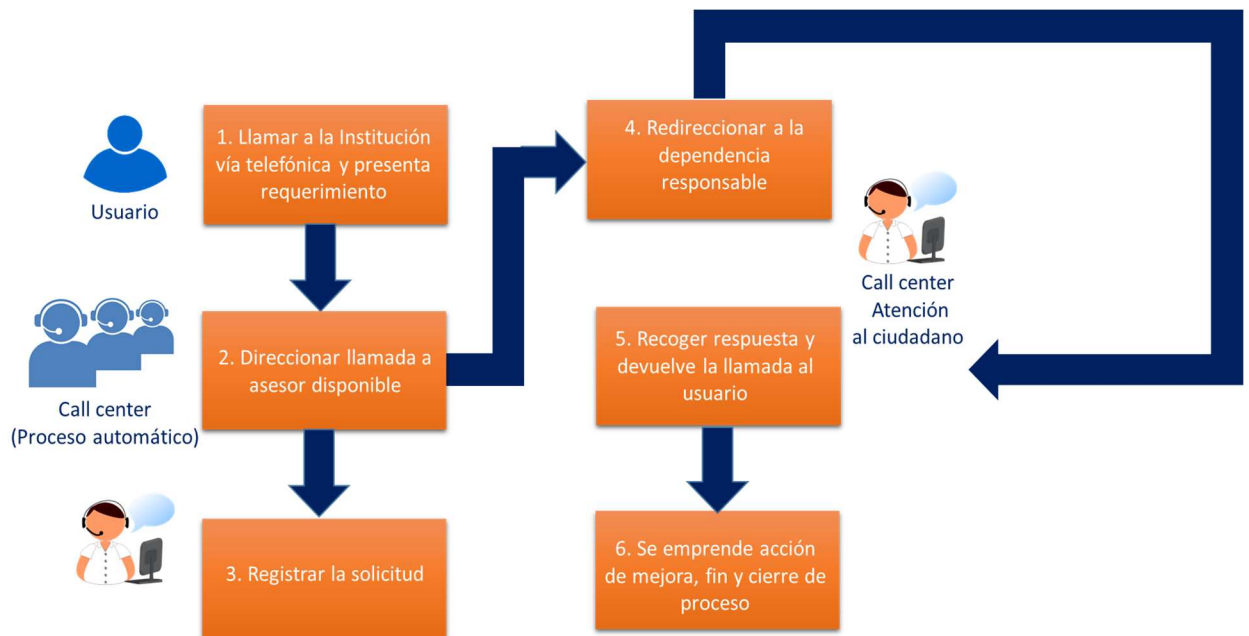 1. Llamar a la Institución
vía telefónica y presenta
requerimiento
Usuario
2. Direccionar llamada a
asesor disponible
Call center
(Proceso automático)
3. Registrar la solicitud
4. Redireccionar a la
dependencia
responsable
Call center
Atención
al ciudadano
5. Recoger respuesta y
devuelve la llamada al
usuario
6. Se emprende acción
de mejora, fin y cierre de
proceso